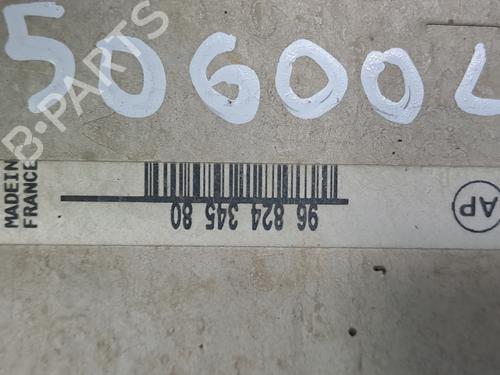 50600L
B-PARTS
MADE IN
FRANCE
96 824 345 80
AP